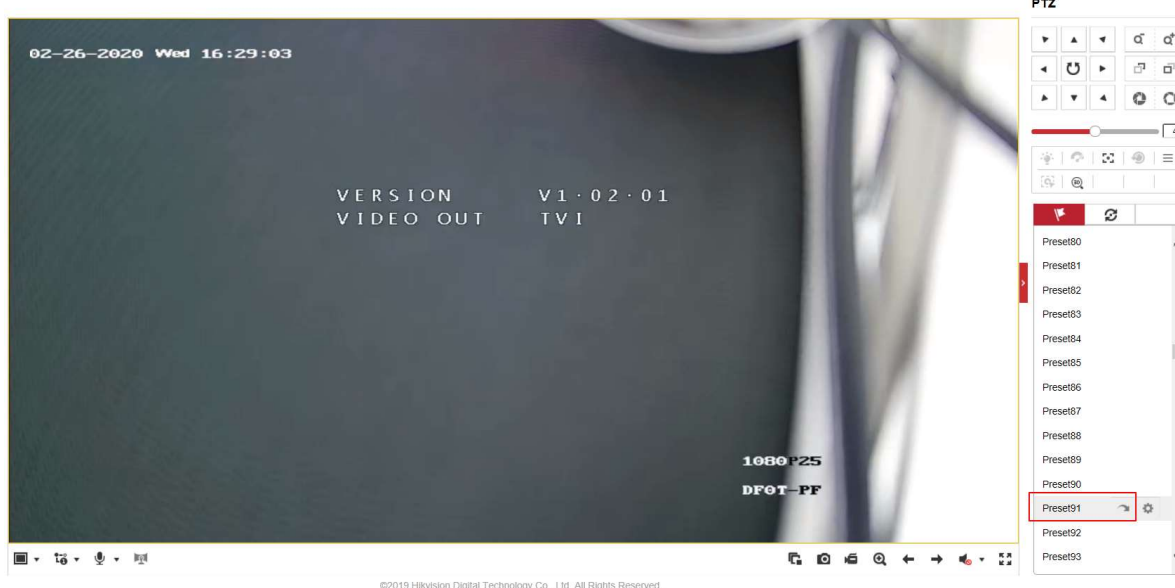 PTZ
02-26-2020 Wed 16:29:03
VERSION V1·02·01
VIDEO OUT TVI
1080P25
DFOT-PF
4
Preset80
Preset81
Preset82
Preset83
Preset84
Preset85
Preset86
Preset87
Preset88
Preset89
Preset90
Preset91
Preset92
Preset93
©2019 Hikvision Digital Technology Co., Ltd. All Rights Reserved.